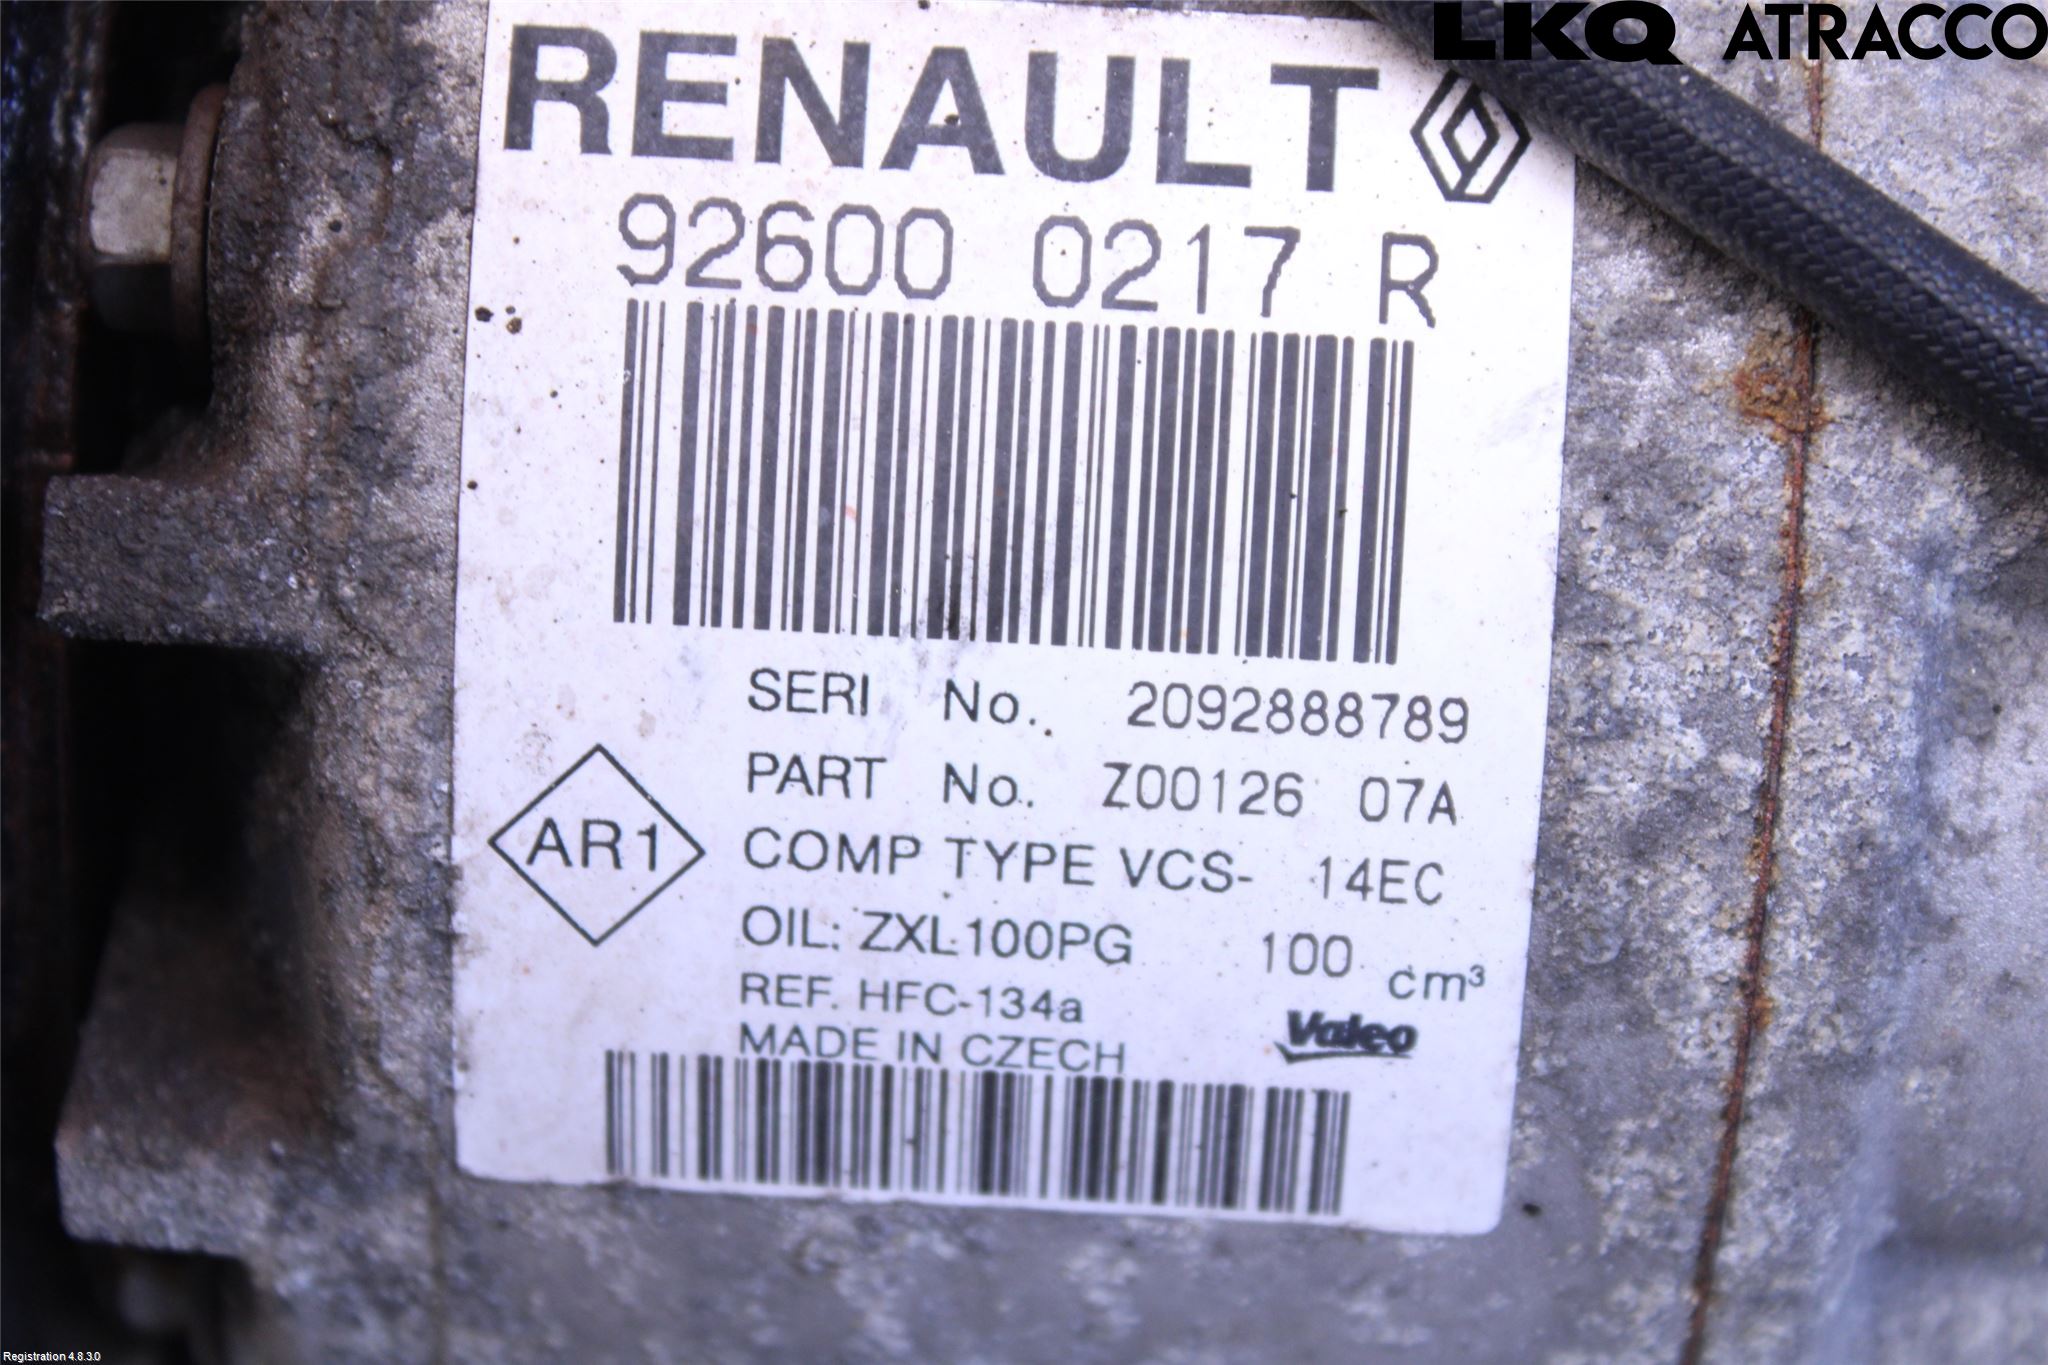 LKQ ATRACCO
RENAULT
92600 0217 R
SERI No. 2092888789
PART No. Z00126 07A
AR1
COMP TYPE VCS- 14EC
OIL: ZXL100PG 100 cm³
REF. HFC-134a
MADE IN CZECH
Valeo
Registration 4.8.3.0